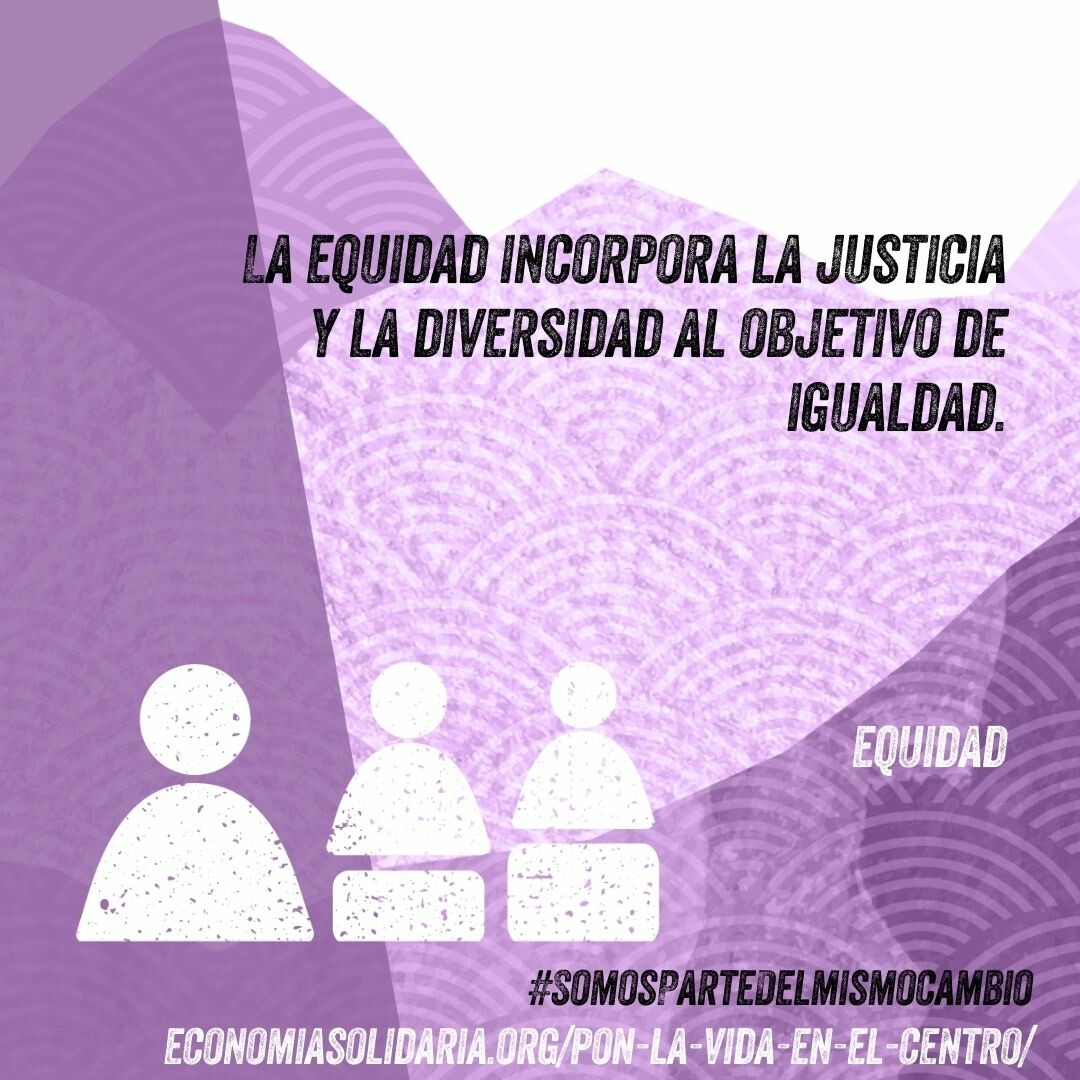 LA EQUIDAD INCORPORA LA JUSTICIA
Y LA DIVERSIDAD AL OBJETIVO DE
IGUALDAD.
EQUIDAD
#SOMOSPARTEDELMISMOCAMBIO
ECONOMIASOLIDARIA.ORG/PON-LA-VIDA-EN-EL-CENTRO/